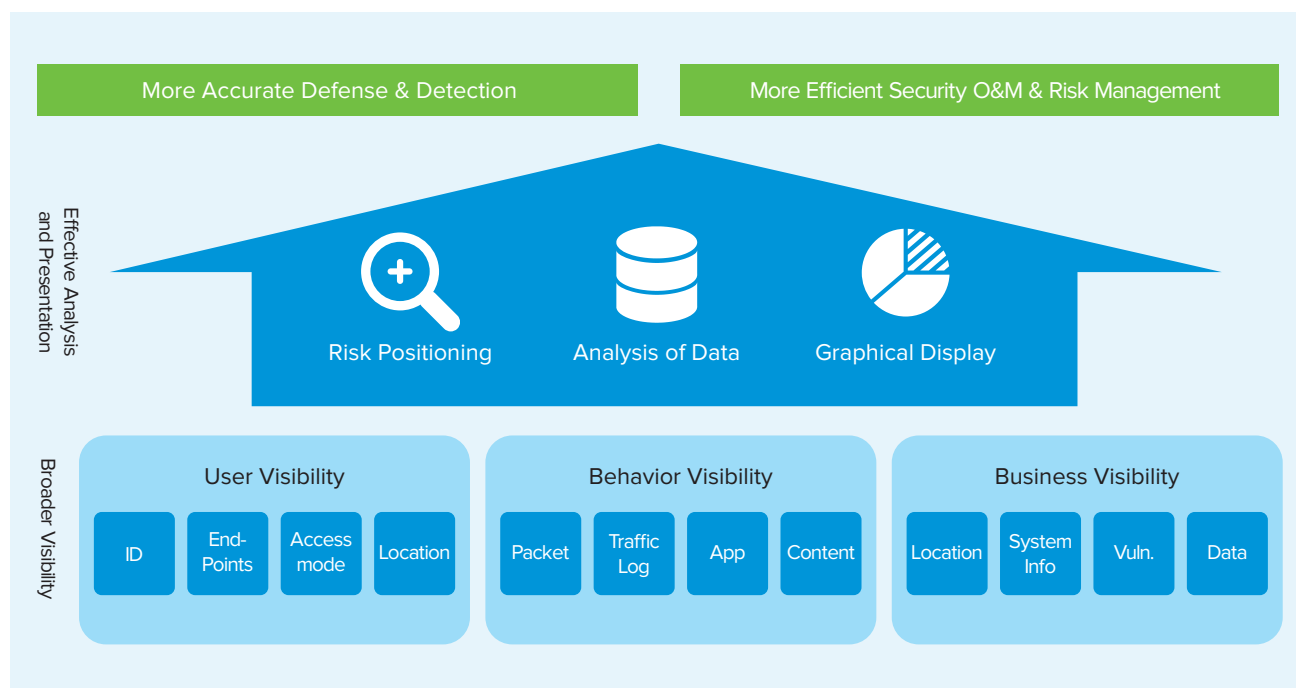 More Accurate Defense & Detection
More Efficient Security O&M & Risk Management
Effective Analysis
and Presentation
Risk Positioning
Analysis of Data
Graphical Display
Broader Visibility
User Visibility
ID
End-
Points
Access
mode
Location
Behavior Visibility
Packet
Traffic
Log
App
Content
Business Visibility
Location
System
Info
Vuln.
Data